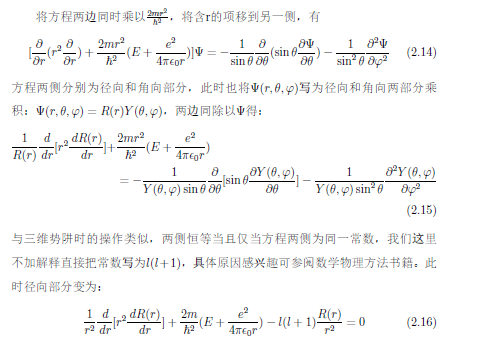 将方程两边同时乘以$\frac{2mr^2}{\hbar^2}$，将含r的项移到另一侧，有
$[\frac{\partial}{\partial r}(r^2\frac{\partial}{\partial r})+\frac{2mr^2}{\hbar^2}(E+\frac{e^2}{4\pi\epsilon_0 r})]\Psi=-\frac{1}{\sin\theta}\frac{\partial}{\partial\theta}(\sin\theta\frac{\partial\Psi}{\partial\theta})-\frac{1}{\sin^2\theta}\frac{\partial^2\Psi}{\partial\varphi^2}$ (2.14)
方程两侧分别为径向和角向部分，此时也将$\Psi(r,\theta,\varphi)$写为径向和角向两部分乘
积：$\Psi(r,\theta,\varphi)=R(r)Y(\theta,\varphi)$，两边同除以$\Psi$得：
$\frac{1}{R(r)}\frac{d}{dr}[r^2\frac{dR(r)}{dr}]+\frac{2mr^2}{\hbar^2}(E+\frac{e^2}{4\pi\epsilon_0 r})$
$=-\frac{1}{Y(\theta,\varphi)\sin\theta}\frac{\partial}{\partial\theta}[\sin\theta\frac{\partial Y(\theta,\varphi)}{\partial\theta}]-\frac{1}{Y(\theta,\varphi)\sin^2\theta}\frac{\partial^2 Y(\theta,\varphi)}{\partial\varphi^2}$
(2.15)
与三维势阱时的操作类似，两侧恒等当且仅当方程两侧为同一常数，我们这里
不加解释直接把常数写为$l(l+1)$，具体原因感兴趣可参阅数学物理方法书籍。此
时径向部分变为：
$\frac{1}{r^2}\frac{d}{dr}[r^2\frac{dR(r)}{dr}]+\frac{2m}{\hbar^2}(E+\frac{e^2}{4\pi\epsilon_0 r})-l(l+1)\frac{R(r)}{r^2}=0$ (2.16)